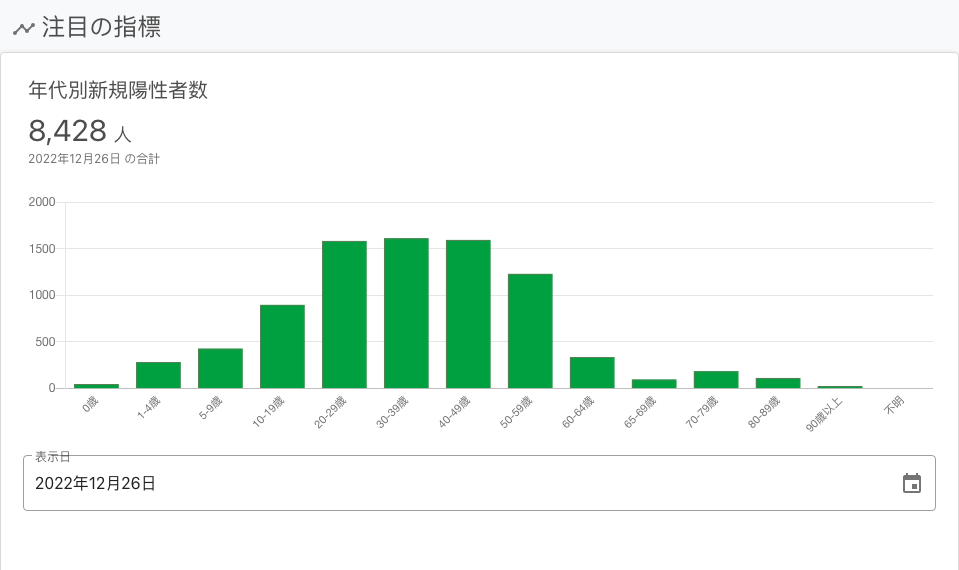 注目の指標
年代別新規陽性者数
8,428 人
2022年12月26日 の合計
2000
1500
1000
500
0
0歳
1-4歳
5-9歳
10-19歳
20-29歳
30-39歳
40-49歳
50-59歳
60-64歳
65-69歳
70-79歳
80-89歳
90歳以上
不明
表示日
2022年12月26日